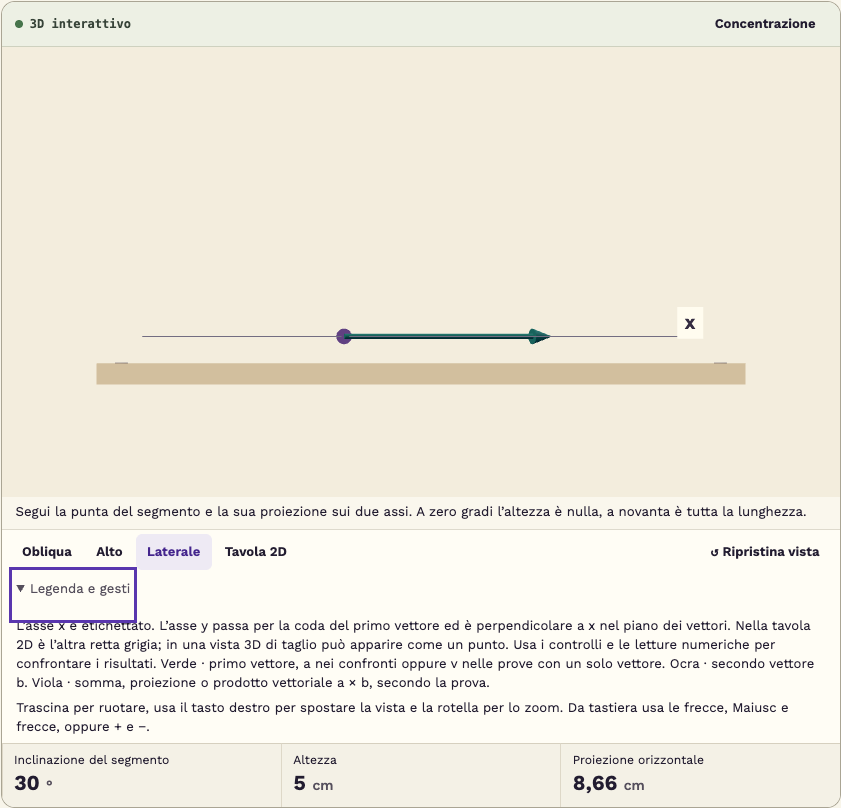 3D interattivo
Concentrazione
x
Segui la punta del segmento e la sua proiezione sui due assi. A zero gradi l’altezza è nulla, a novanta è tutta la lunghezza.
Obliqua Alto Laterale Tavola 2D ↺ Ripristina vista
▼ Legenda e gesti
L’asse x è etichettato. L’asse y passa per la coda del primo vettore ed è perpendicolare a x nel piano dei vettori. Nella tavola
2D è l’altra retta grigia; in una vista 3D di taglio può apparire come un punto. Usa i controlli e le letture numeriche per
confrontare i risultati. Verde · primo vettore, a nei confronti oppure v nelle prove con un solo vettore. Ocra · secondo vettore
b. Viola · somma, proiezione o prodotto vettoriale a × b, secondo la prova.
Trascina per ruotare, usa il tasto destro per spostare la vista e la rotella per lo zoom. Da tastiera usa le frecce, Maiusc e
frecce, oppure + e −.
Inclinazione del segmento
30 °
Altezza
5 cm
Proiezione orizzontale
8,66 cm